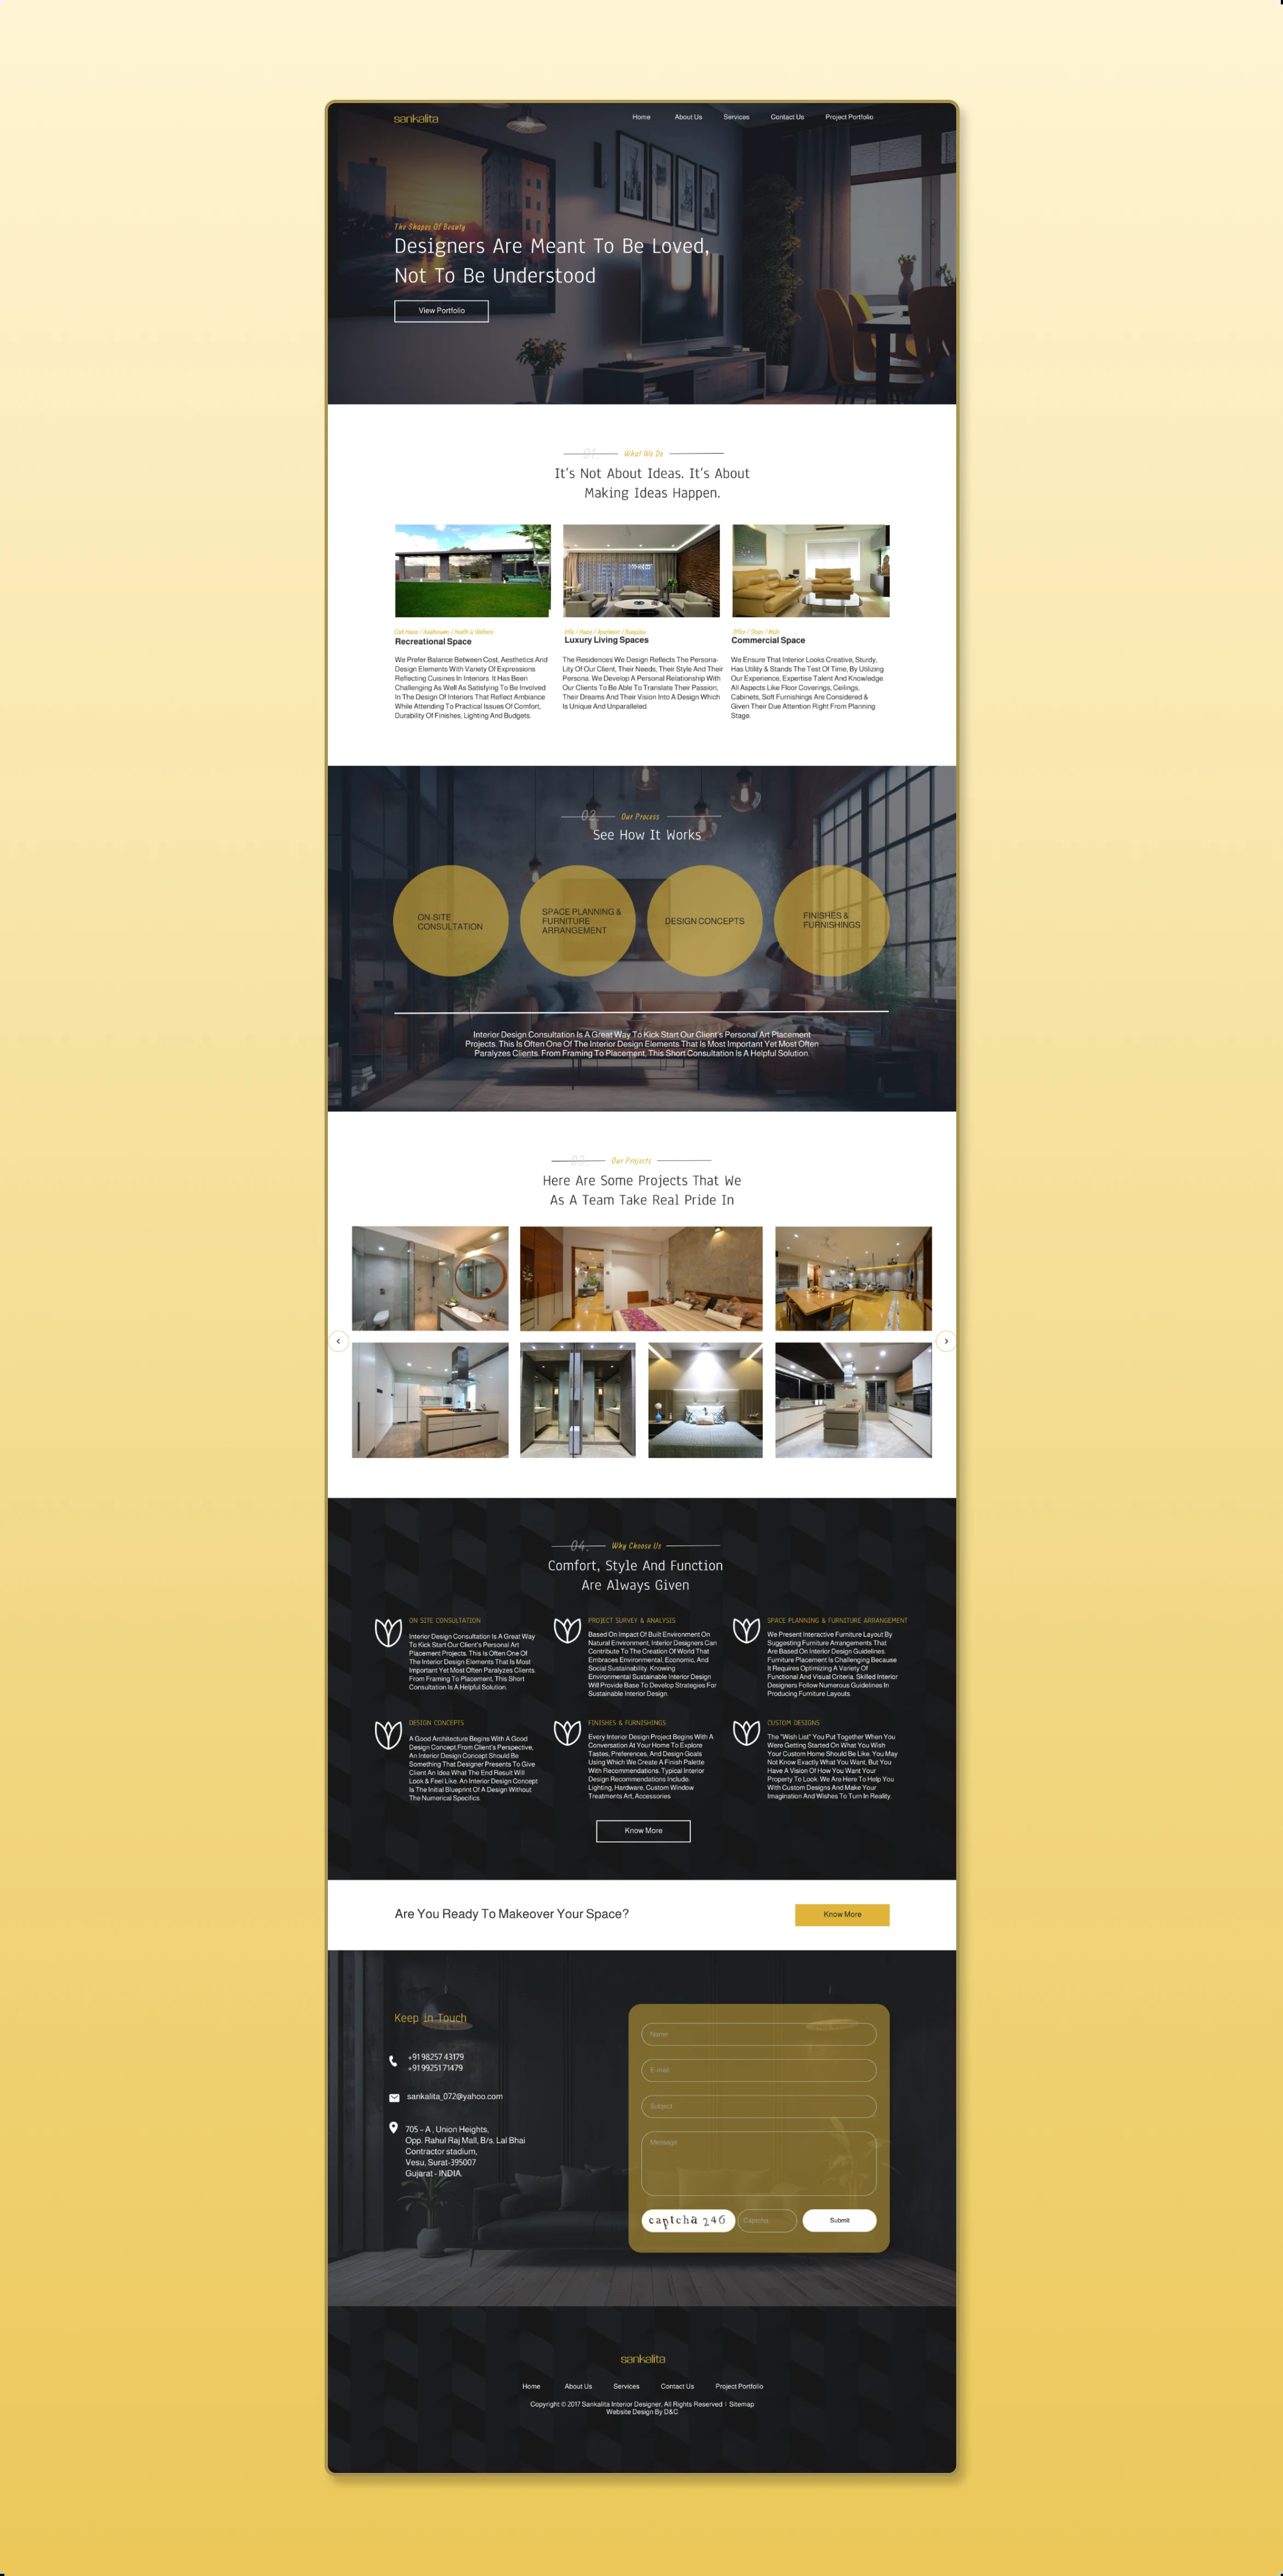 sankalita
Home About Us Services Contact Us Project Portfolio
The Shapes Of Beauty
Designers Are Meant To Be Loved,
Not To Be Understood
View Portfolio
01.
What We Do
It's Not About Ideas. It's About
Making Ideas Happen.
Club House / Auditoriums / Health & Wellness
Recreational Space
We Prefer Balance Between Cost, Aesthetics And
Design Elements With Variety Of Expressions
Reflecting Cuisines In Interiors. It Has Been
Challenging As Well As Satisfying To Be Involved
In The Design Of Interiors That Reflect Ambiance
While Attending To Practical Issues Of Comfort,
Durability Of Finishes, Lighting And Budgets.
Villa / House / Apartment / Bungalow
Luxury Living Spaces
The Residences We Design Reflects The Persona-
Lity Of Our Client, Their Needs, Their Style And Their
Persona. We Develop A Personal Relationship With
Our Clients To Be Able To Translate Their Passion,
Their Dreams And Their Vision Into A Design Which
Is Unique And Unparalleled.
Office / Shops / Malls
Commercial Space
We Ensure That Interior Looks Creative, Sturdy,
Has Utility & Stands The Test Of Time, By Utilizing
Our Experience, Expertise Talent And Knowledge.
All Aspects Like Floor Coverings, Ceilings,
Cabinets, Soft Furnishings Are Considered &
Given Their Due Attention Right From Planning
Stage.
02.
Our Process
See How It Works
ON-SITE
CONSULTATION
SPACE PLANNING &
FURNITURE
ARRANGEMENT
DESIGN CONCEPTS
FINISHES &
FURNISHINGS
Interior Design Consultation Is A Great Way To Kick Start Our Client's Personal Art Placement
Projects. This Is Often One Of The Interior Design Elements That Is Most Important Yet Most Often
Paralyzes Clients. From Framing To Placement, This Short Consultation Is A Helpful Solution.
03.
Our Projects
Here Are Some Projects That We
As A Team Take Real Pride In
04.
Why Choose Us
Comfort, Style And Function
Are Always Given
ON SITE CONSULTATION
Interior Design Consultation Is A Great Way
To Kick Start Our Client's Personal Art
Placement Projects. This Is Often One Of
The Interior Design Elements That Is Most
Important Yet Most Often Paralyzes Clients.
From Framing To Placement, This Short
Consultation Is A Helpful Solution.
PROJECT SURVEY & ANALYSIS
Based On Impact Of Built Environment On
Natural Environment, Interior Designers Can
Contribute To The Creation Of World That
Embraces Environmental, Economic, And
Social Sustainability. Knowing
Environmental Sustainable Interior Design
Will Provide Base To Develop Strategies For
Sustainable Interior Design.
SPACE PLANNING & FURNITURE ARRANGEMENT
We Present Interactive Furniture Layout By
Suggesting Furniture Arrangements That
Are Based On Interior Design Guidelines.
Furniture Placement Is Challenging Because
It Requires Optimizing A Variety Of
Functional And Visual Criteria. Skilled Interior
Designers Follow Numerous Guidelines In
Producing Furniture Layouts.
DESIGN CONCEPTS
A Good Architecture Begins With A Good
Design Concept.From Client's Perspective,
An Interior Design Concept Should Be
Something That Designer Presents To Give
Client An Idea What The End Result Will
Look & Feel Like. An Interior Design Concept
Is The Initial Blueprint Of A Design Without
The Numerical Specifics.
FINISHES & FURNISHINGS
Every Interior Design Project Begins With A
Conversation At Your Home To Explore
Tastes, Preferences, And Design Goals
Using Which We Create A Finish Palette
With Recommendations. Typical Interior
Design Recommendations Include:
Lighting, Hardware, Custom Window
Treatments Art, Accessories
CUSTOM DESIGNS
The "Wish List" You Put Together When You
Were Getting Started On What You Wish
Your Custom Home Should Be Like. You May
Not Know Exactly What You Want, But You
Have A Vision Of How You Want Your
Property To Look. We Are Here To Help You
With Custom Designs And Make Your
Imagination And Wishes To Turn In Reality.
Know More
Are You Ready To Makeover Your Space?
Know More
Keep in Touch
+91 98257 43179
+91 99251 71479
sankalita_072@yahoo.com
705 – A , Union Heights,
Opp. Rahul Raj Mall, B/s. Lal Bhai
Contractor stadium,
Vesu, Surat-395007
Gujarat - INDIA.
Name
E-mail
Subject
Message
captcha 246
Captcha
Submit
sankalita
Home About Us Services Contact Us Project Portfolio
Copyright © 2017 Sankalita Interior Designer, All Rights Reserved | Sitemap
Website Design By D&C